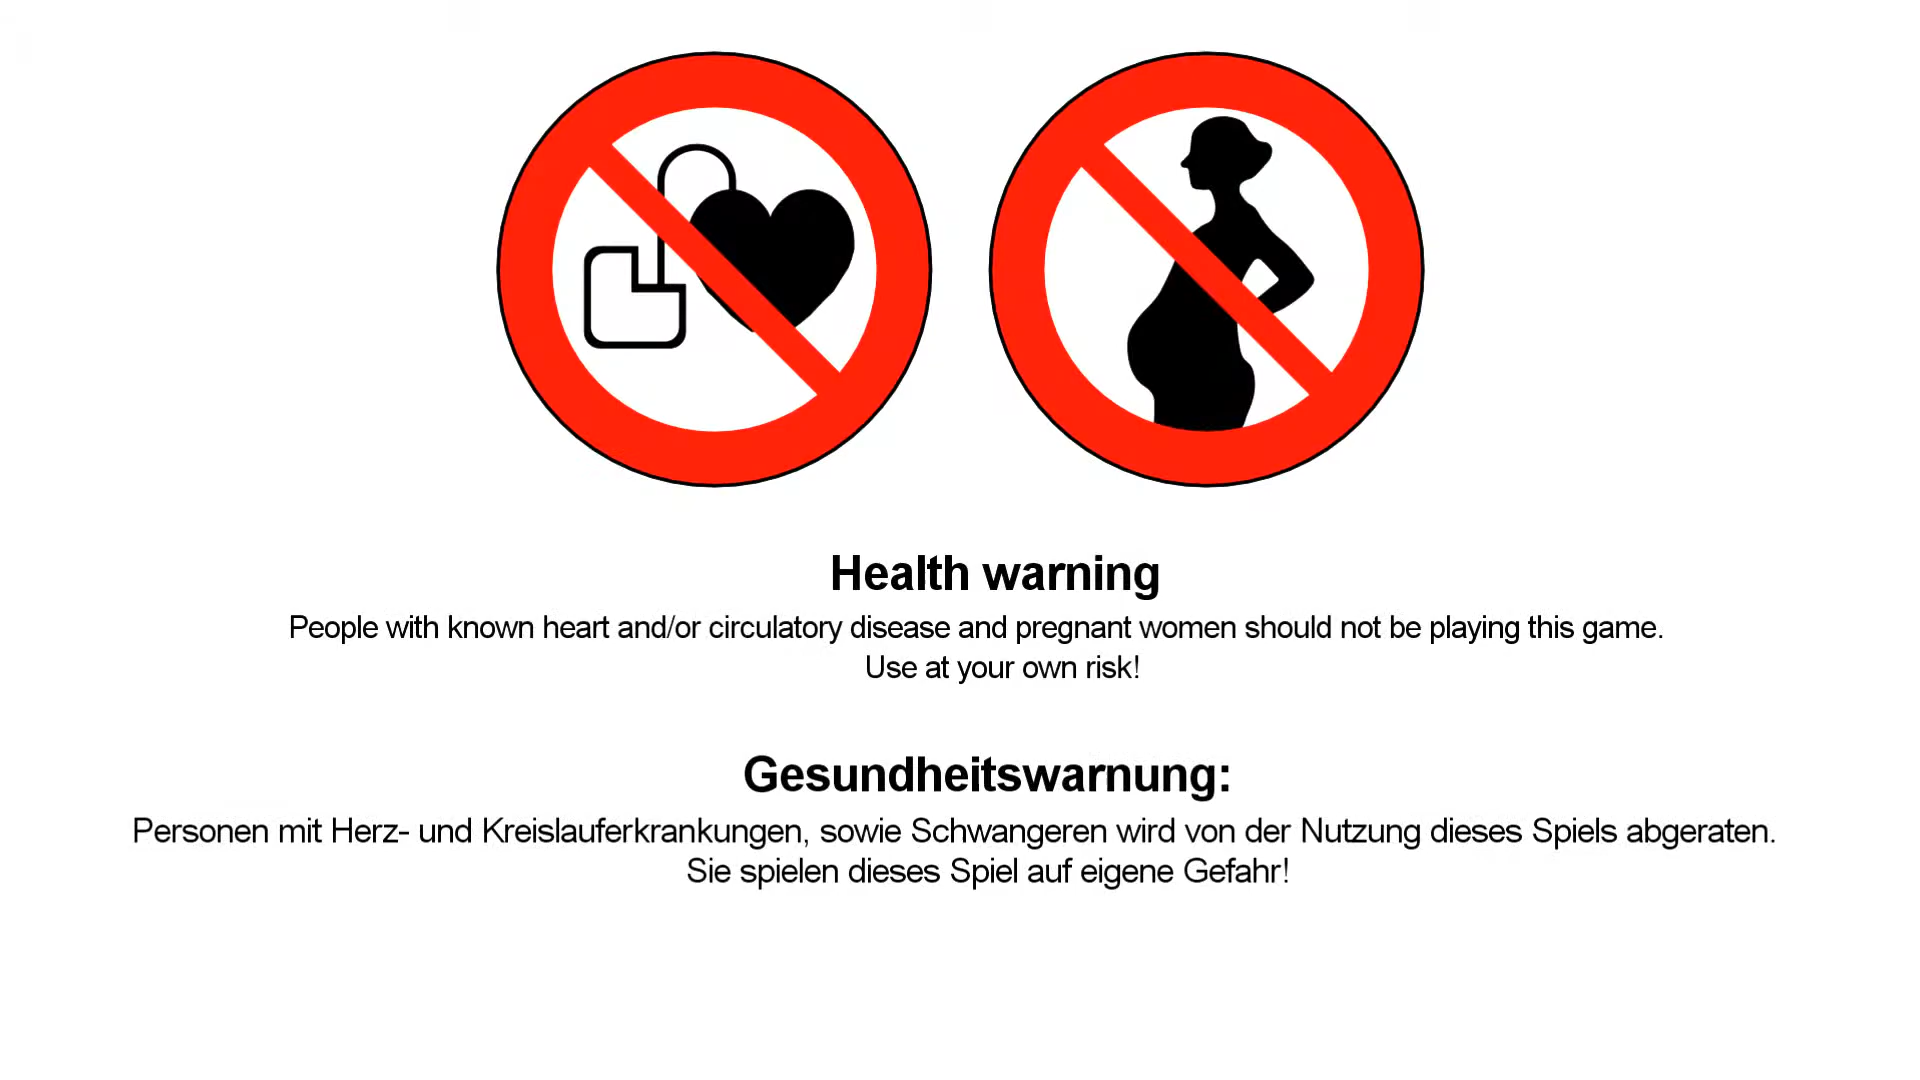 Health warning
People with known heart and/or circulatory disease and pregnant women should not be playing this game.
Use at your own risk!
Gesundheitswarnung:
Personen mit Herz- und Kreislauferkrankungen, sowie Schwangeren wird von der Nutzung dieses Spiels abgeraten.
Sie spielen dieses Spiel auf eigene Gefahr!